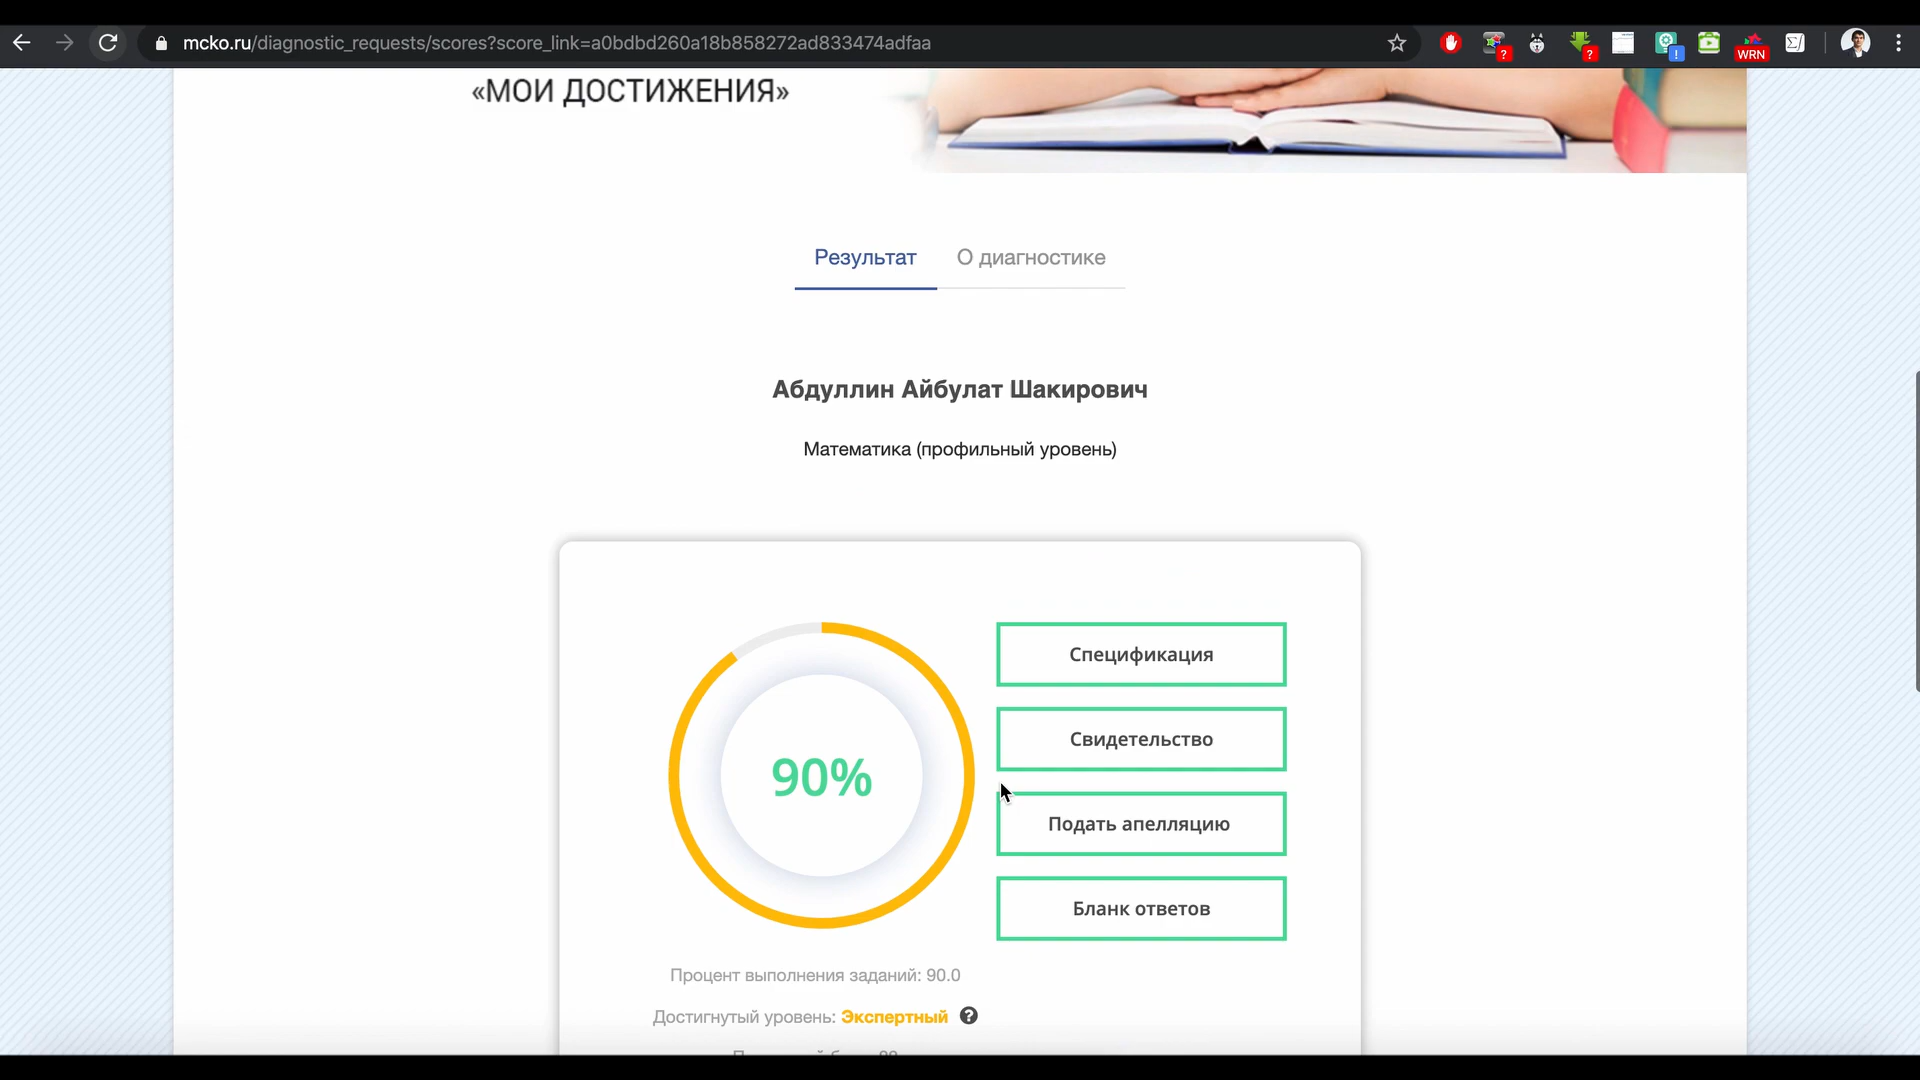 mcko.ru/diagnostic_requests/scores?score_link=a0bdbd260a18b858272ad833474adfaa
WRN
«МОИ ДОСТИЖЕНИЯ»
Результат
О диагностике
Абдуллин Айбулат Шакирович
Математика (профильный уровень)
90%
Спецификация
Свидетельство
Подать апелляцию
Бланк ответов
Процент выполнения заданий: 90.0
Достигнутый уровень: Экспертный ?